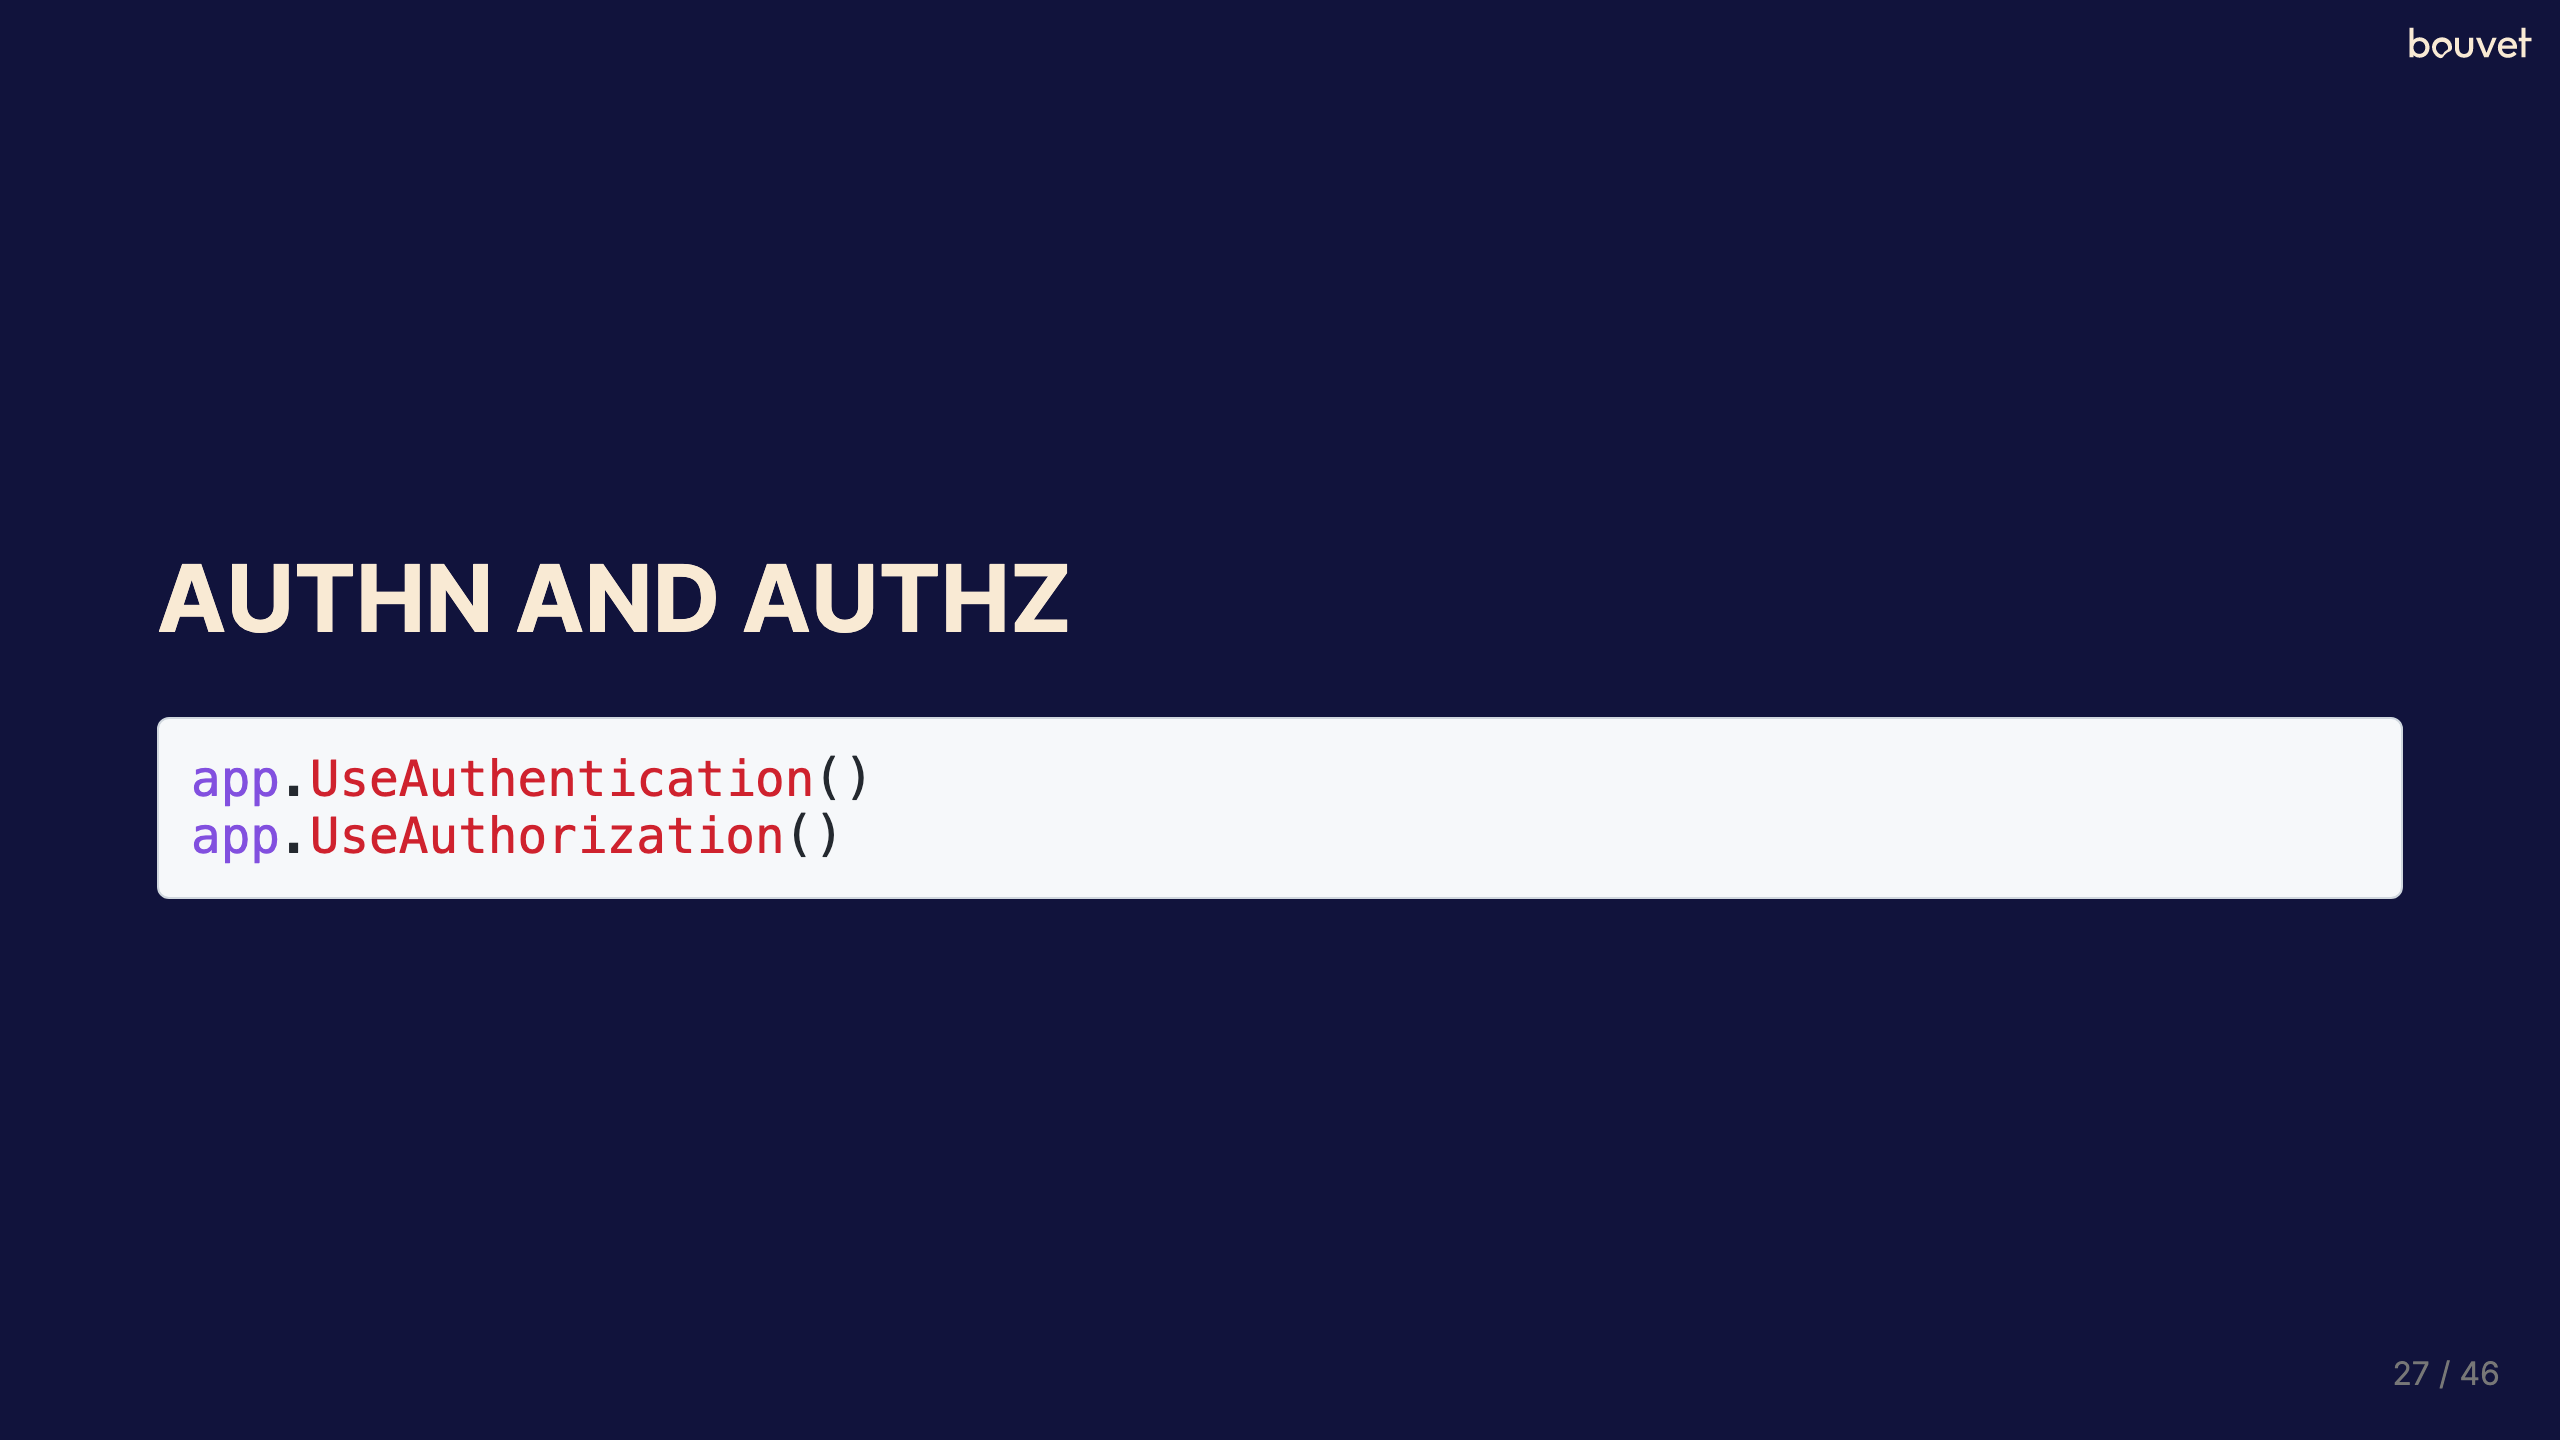 bouvet
AUTHN AND AUTHZ
app.UseAuthentication()
app.UseAuthorization()
27 / 46